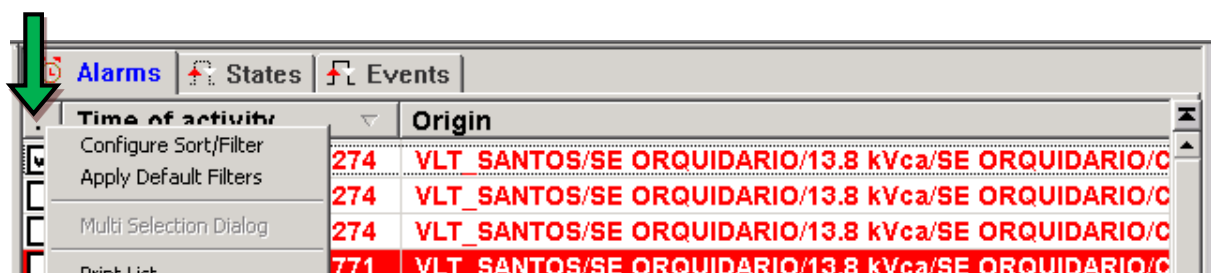 Alarms States Events
Time of activity Origin
Configure Sort/Filter
274 VLT_SANTOS/SE ORQUIDARIO/13.8 kVca/SE ORQUIDARIO/C
Apply Default Filters
274 VLT_SANTOS/SE ORQUIDARIO/13.8 kVca/SE ORQUIDARIO/C
Multi Selection Dialog
274 VLT_SANTOS/SE ORQUIDARIO/13.8 kVca/SE ORQUIDARIO/C
Print List
771 VLT_SANTOS/SE ORQUIDARIO/13.8 kVca/SE ORQUIDARIO/C